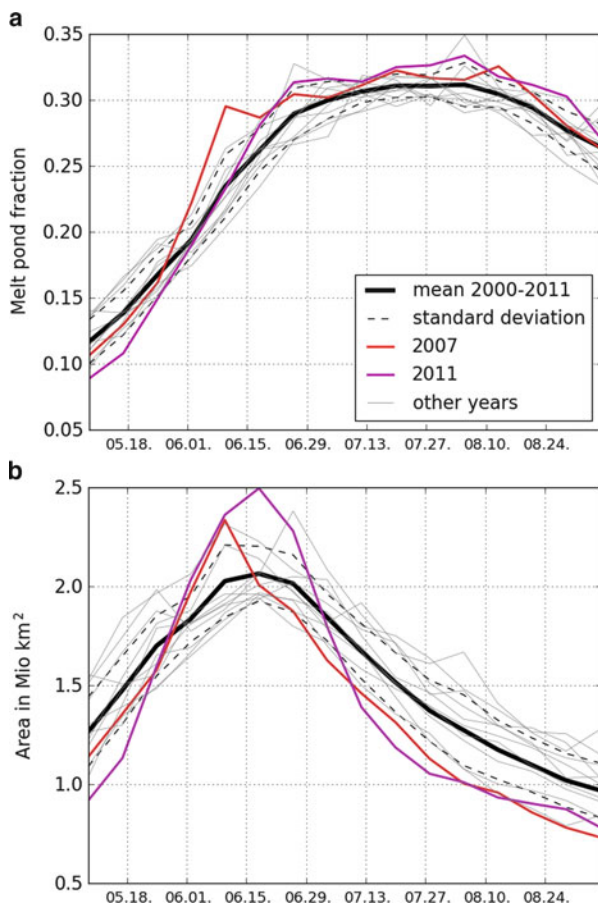 a
0.35
0.30
0.25
0.20
0.15
0.10
0.05
Melt pond fraction
mean 2000-2011
standard deviation
2007
2011
other years
05.18. 06.01. 06.15. 06.29. 07.13. 07.27. 08.10. 08.24.
b
2.5
2.0
1.5
1.0
0.5
Area in Mio km²
05.18. 06.01. 06.15. 06.29. 07.13. 07.27. 08.10. 08.24.